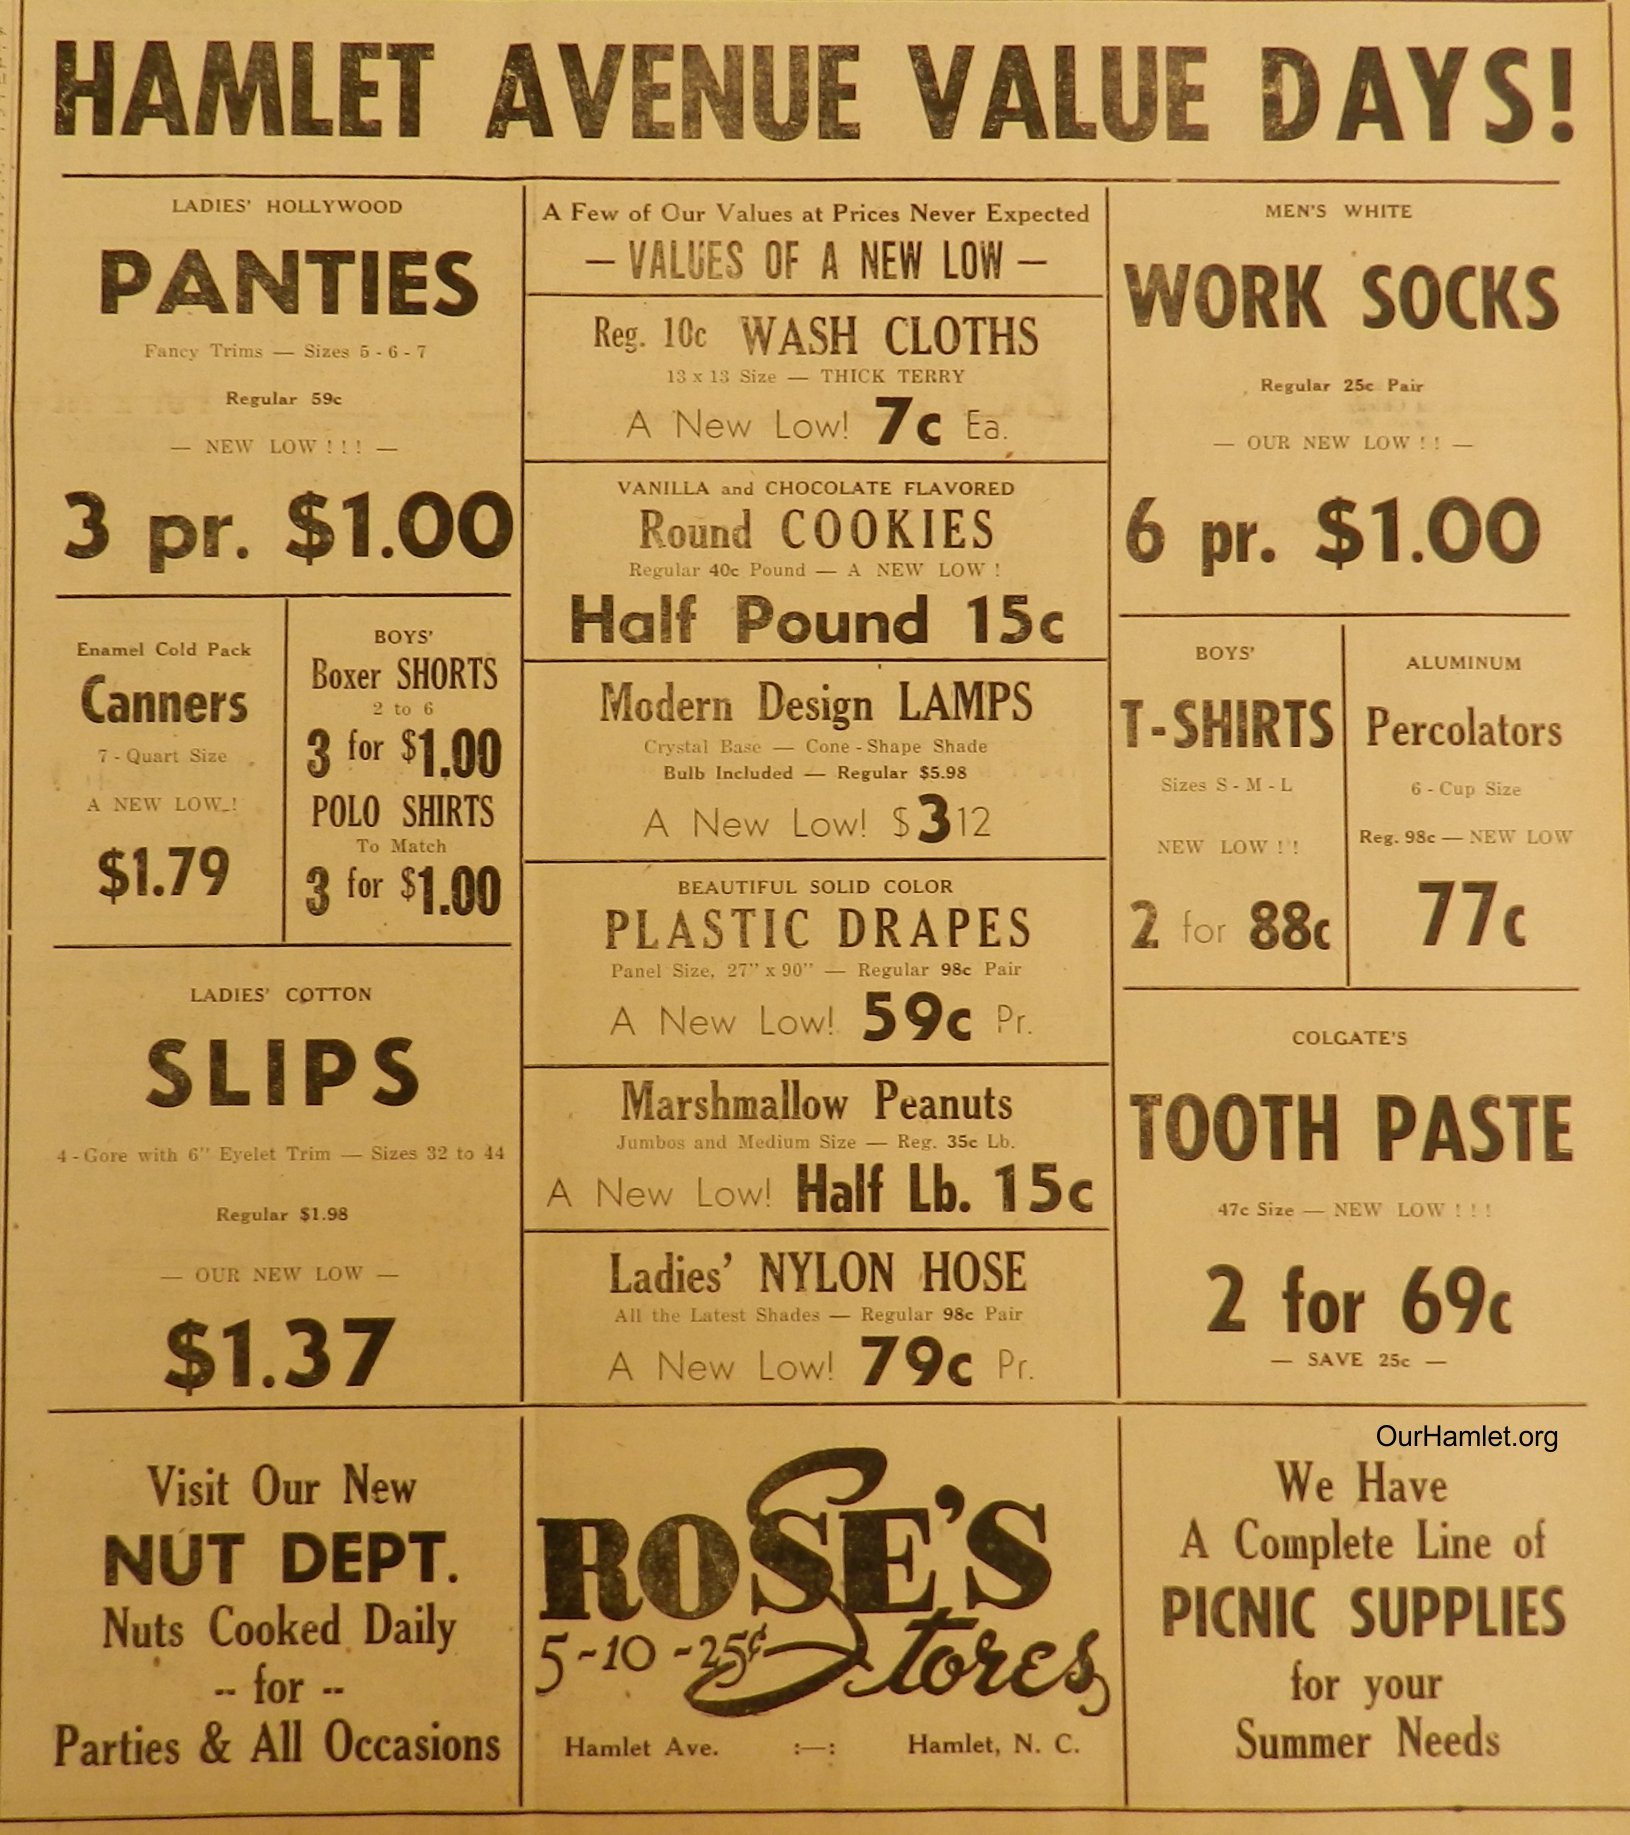 HAMLET AVENUE VALUE DAYS!
LADIES' HOLLYWOOD
PANTIES
Fancy Trims — Sizes 5 - 6 - 7
Regular 59c
— NEW LOW ! ! ! —
3 pr. $1.00
Enamel Cold Pack
Canners
7 - Quart Size
A NEW LOW !
$1.79
BOYS'
Boxer SHORTS
2 to 6
3 for $1.00
POLO SHIRTS
To Match
3 for $1.00
LADIES' COTTON
SLIPS
4 - Gore with 6" Eyelet Trim — Sizes 32 to 44
Regular $1.98
— OUR NEW LOW —
$1.37
A Few of Our Values at Prices Never Expected
— VALUES OF A NEW LOW —
Reg. 10c WASH CLOTHS
13 x 13 Size — THICK TERRY
A New Low! 7c Ea.
VANILLA and CHOCOLATE FLAVORED
Round COOKIES
Regular 40c Pound — A NEW LOW !
Half Pound 15c
Modern Design LAMPS
Crystal Base — Cone - Shape Shade
Bulb Included — Regular $5.98
A New Low! $312
BEAUTIFUL SOLID COLOR
PLASTIC DRAPES
Panel Size, 27" x 90" — Regular 98c Pair
A New Low! 59c Pr.
Marshmallow Peanuts
Jumbos and Medium Size — Reg. 35c Lb.
A New Low! Half Lb. 15c
Ladies' NYLON HOSE
All the Latest Shades — Regular 98c Pair
A New Low! 79c Pr.
MEN'S WHITE
WORK SOCKS
Regular 25c Pair
— OUR NEW LOW ! ! —
6 pr. $1.00
BOYS'
T-SHIRTS
Sizes S - M - L
NEW LOW ! !
2 for 88c
ALUMINUM
Percolators
6 - Cup Size
Reg. 98c — NEW LOW
77c
COLGATE'S
TOOTH PASTE
47c Size — NEW LOW ! ! !
2 for 69c
— SAVE 25c —
Visit Our New
NUT DEPT.
Nuts Cooked Daily
-- for --
Parties & All Occasions
ROSE'S
5-10-25¢ Stores
Hamlet Ave. :—: Hamlet, N. C.
OurHamlet.org
We Have
A Complete Line of
PICNIC SUPPLIES
for your
Summer Needs